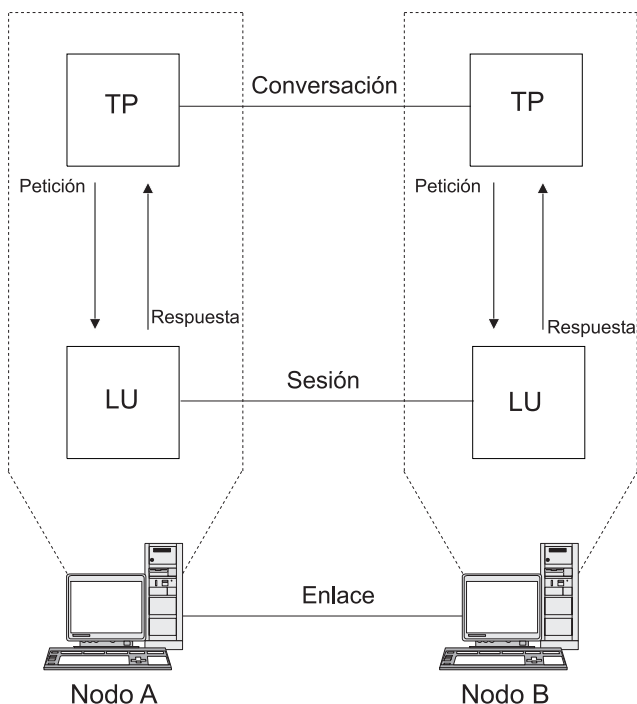 Conversación
TP
TP
Petición
Petición
Respuesta
Respuesta
LU
Sesión
LU
Enlace
Nodo A
Nodo B